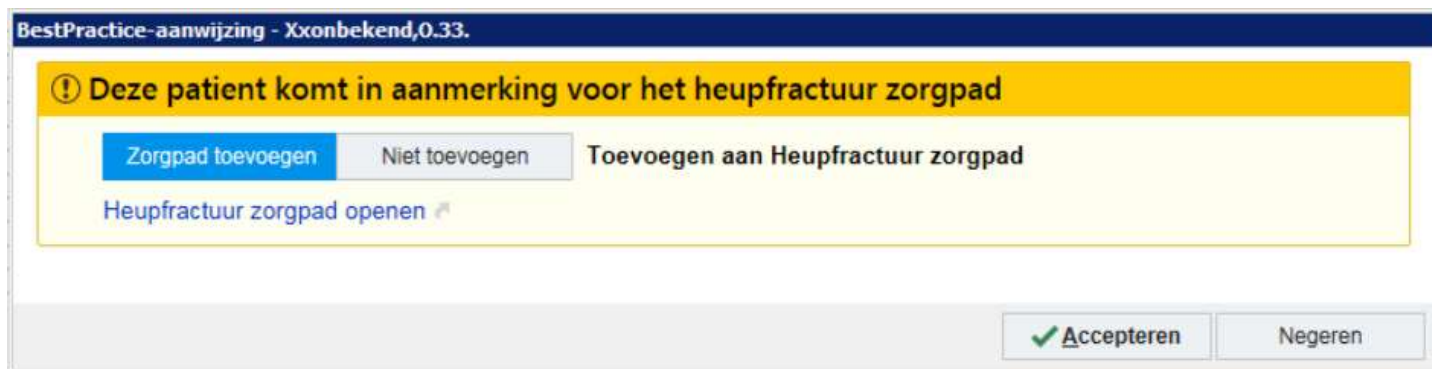 BestPractice-aanwijzing - Xxonbekend,O.33.
Deze patient komt in aanmerking voor het heupfractuur zorgpad
Zorgpad toevoegen Niet toevoegen Toevoegen aan Heupfractuur zorgpad
Heupfractuur zorgpad openen
Accepteren Negeren